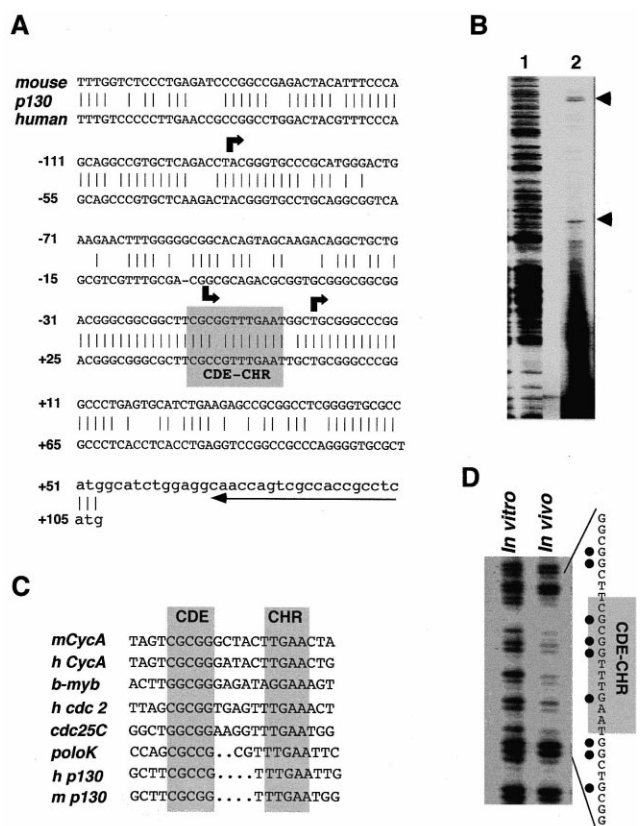 A
mouse TTTGGTCTCCCTGAGATCCCGGCCGAGACTACATTTCCCA
p130
human TTTGTCCCCCTTGAACCGCCGGCCTGGACTACGTTTCCCA
-111 GCAGGCCGTGCTCAGACCTACGGGTGCCCGCATGGGACTG
-55 GCAGCCCGTGCTCAAGACTACGGGTGCCTGCAGGCGGTCA
-71 AAGAACTTTGGGGGCGGCACAGTAGCAAGACAGGCTGCTG
-15 GCGTCGTTTGCGA-CGGCGCAGACGCGGTGCGGGCGGCGG
-31 ACGGGCGGCGGCTTCGCGGTTTGAATGGCTGCGGGCCCGG
+25 ACGGGCGGGCGCTTCGCCGTTTGAATTGCTGCGGGCCCGG
CDE-CHR
+11 GCCCTGAGTGCATCTGAAGAGCCGCGGCCTCGGGGTGCGCC
+65 GCCCTCACCTCACCTGAGGTCCGGCCGCCCAGGGGTGCGCT
+51 atggcatctggaggcaaccagtcgccaccgcctc
+105 atg
B
1 2
C
CDE CHR
mCycA TAGTCGCGGGCTACTTGAACTA
h CycA TAGTCGCGGGATACTTGAACTG
b-myb ACTTGGCGGGAGATAGGAAAGT
h cdc 2 TTAGCGCGGTGAGTTTGAAACT
cdc25C GGCTGGCGGAAGGTTTGAATGG
poloK CCAGCGCCG..CGTTTGAATTC
h p130 GCTTCGCCG....TTTGAATTG
m p130 GCTTCGCGG....TTTGAATGG
D
In vitro In vivo
GGCGGCTTCGCGGTTTGAATGGCTGCGG
CDE-CHR